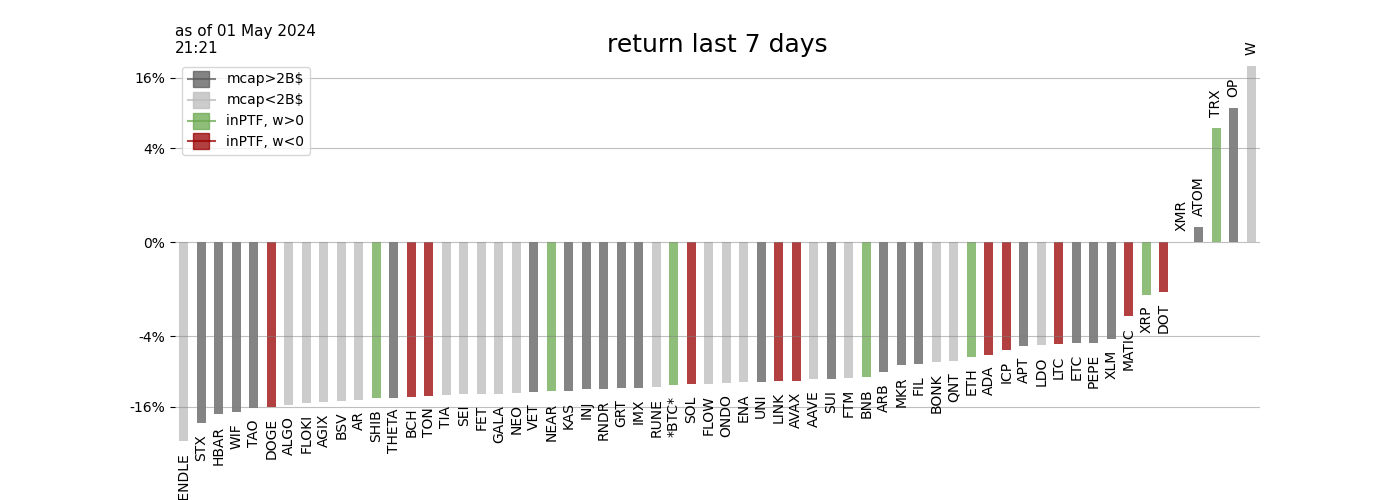 as of 01 May 2024
21:21
return last 7 days
mcap>2B$
mcap<2B$
inPTF, w>0
inPTF, w<0
16%
4%
0%
-4%
-16%
ENDLE
STX
HBAR
WIF
TAO
DOGE
ALGO
FLOKI
AGIX
BSV
AR
SHIB
THETA
BCH
TON
TIA
SEI
FET
GALA
NEO
VET
NEAR
KAS
INJ
RNDR
GRT
IMX
RUNE
*BTC*
SOL
FLOW
ONDO
ENA
UNI
LINK
AVAX
AAVE
SUI
FTM
BNB
ARB
MKR
FIL
BONK
QNT
ETH
ADA
ICP
APT
LDO
LTC
ETC
PEPE
XLM
MATIC
XRP
DOT
XMR
ATOM
TRX
OP
W